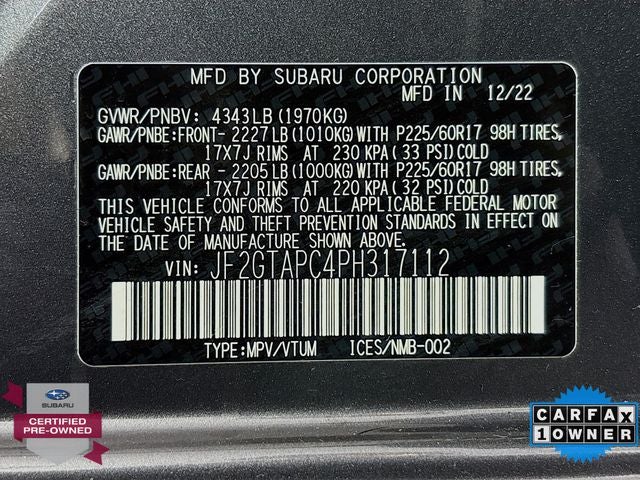 MFD BY SUBARU CORPORATION
MFD IN 12/22
GVWR/PNBV: 4343LB (1970KG)
GAWR/PNBE:FRONT- 2227LB (1010KG)WITH P225/60R17 98H TIRES,
17X7J RIMS AT 230 KPA (33 PSI)COLD
GAWR/PNBE:REAR - 2205LB (1000KG)WITH P225/60R17 98H TIRES,
17X7J RIMS AT 220 KPA (32 PSI)COLD
THIS VEHICLE CONFORMS TO ALL APPLICABLE FEDERAL MOTOR
VEHICLE SAFETY AND THEFT PREVENTION STANDARDS IN EFFECT ON
THE DATE OF MANUFACTURE SHOWN ABOVE.
VIN: JF2GTAPC4PH317112
TYPE:MPV/VTUM ICES/NMB-002
SUBARU
CERTIFIED
PRE-OWNED
CARFAX
1 OWNER